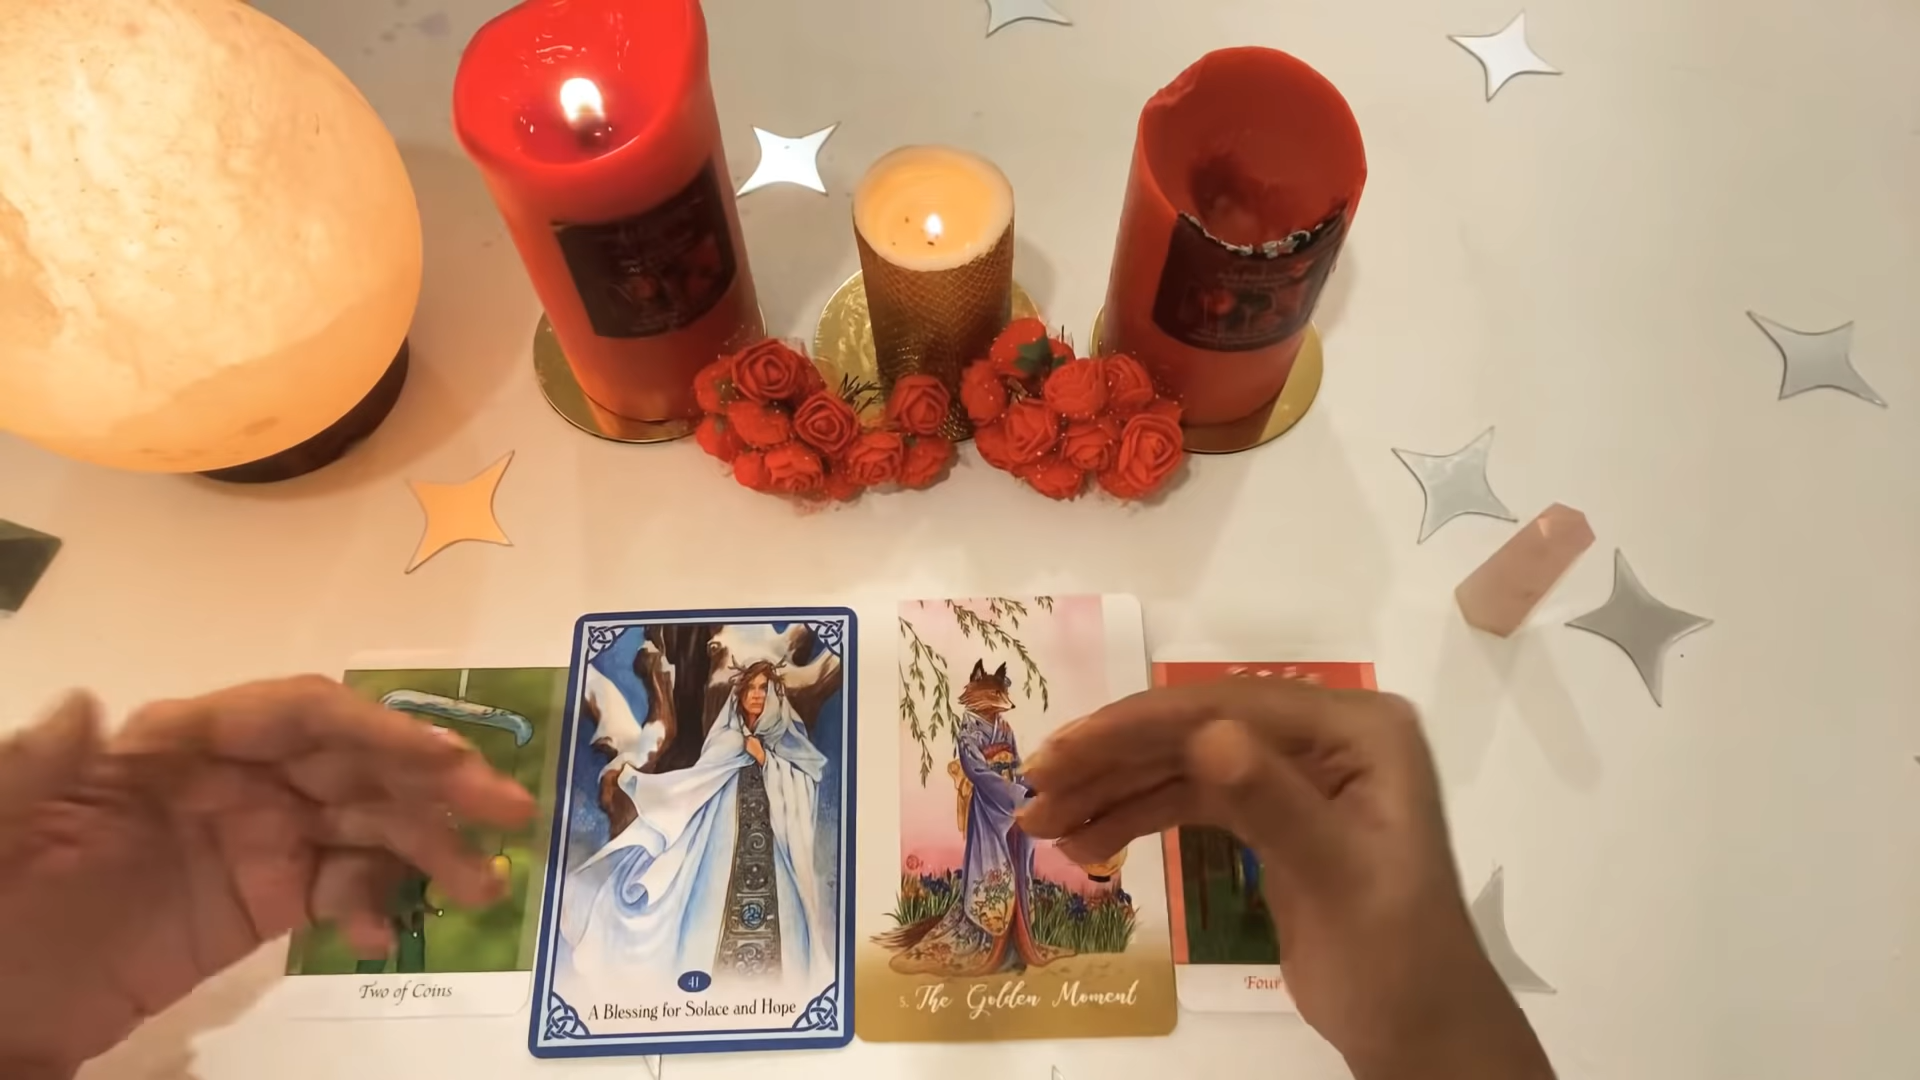 Two of Coins
41
A Blessing for Solace and Hope
5. The Golden Moment
Four